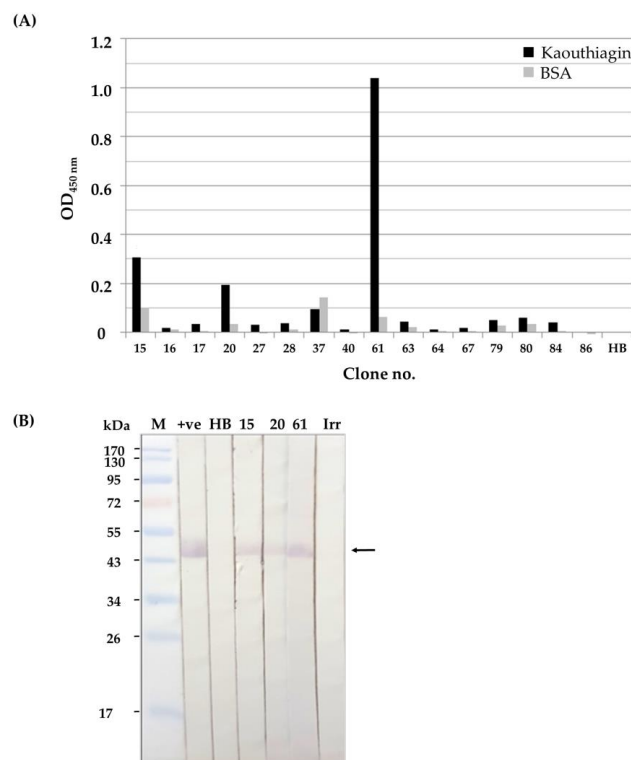 (A)
1.2
1.0
0.8
0.6
0.4
0.2
0
OD450 nm
Kaouthiagin
BSA
15 16 17 20 27 28 37 40 61 63 64 67 79 80 84 86 HB
Clone no.
(B)
kDa M +ve HB 15 20 61 Irr
170
130
95
72
55
43
34
26
17